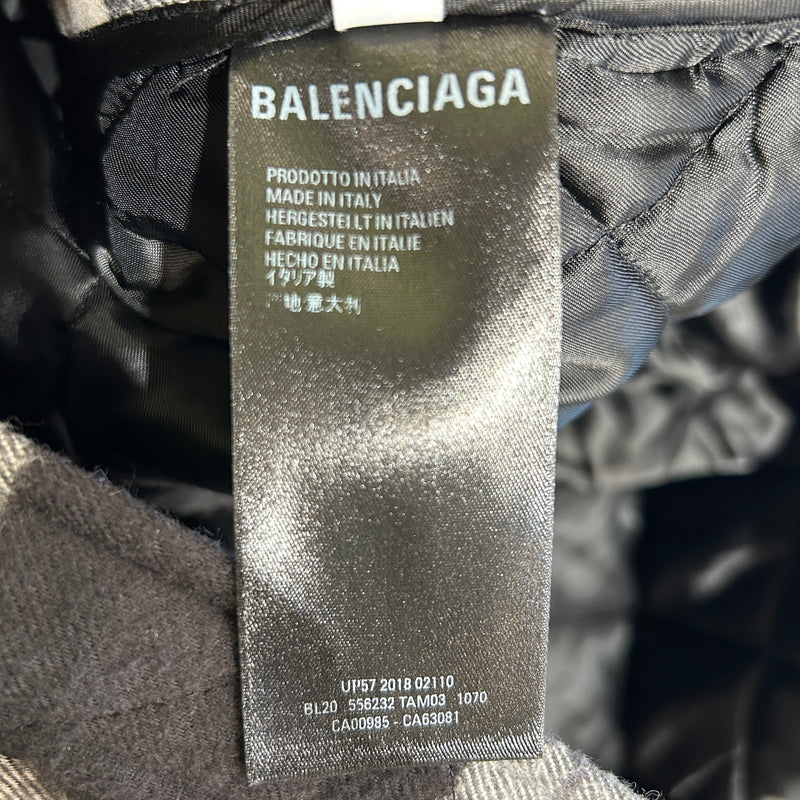 BALENCIAGA
PRODOTTO IN ITALIA
MADE IN ITALY
HERGESTELLT IN ITALIEN
FABRIQUE EN ITALIE
HECHO EN ITALIA
イタリア製
产地意大利
UP57 2018 02110
BL20 556232 TAM03 1070
CA00985 - CA63081